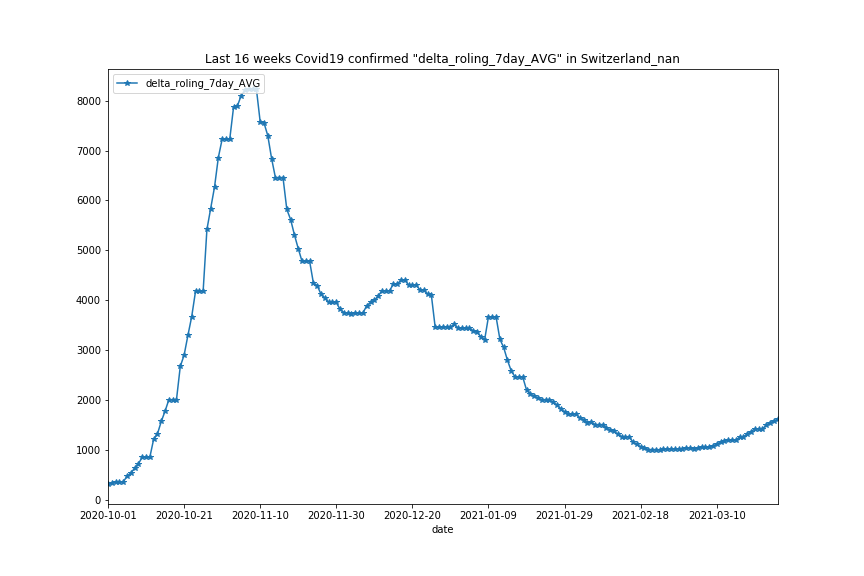 Last 16 weeks Covid19 confirmed "delta_roling_7day_AVG" in Switzerland_nan
delta_roling_7day_AVG
8000
7000
6000
5000
4000
3000
2000
1000
0
2020-10-01 2020-10-21 2020-11-10 2020-11-30 2020-12-20 2021-01-09 2021-01-29 2021-02-18 2021-03-10
date